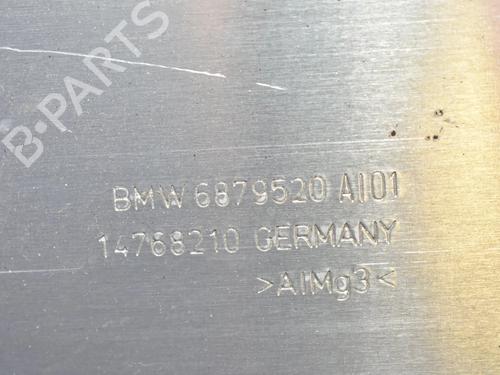 B-PARTS
BMW 6879520 AI01
14768210 GERMANY
>AlMg3<